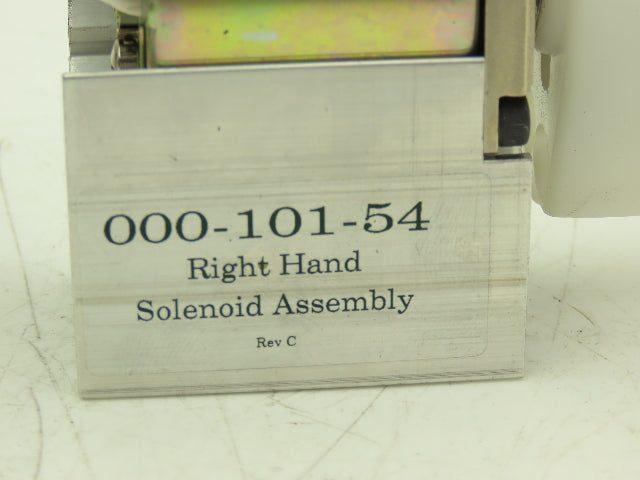 000-101-54
Right Hand
Solenoid Assembly
Rev C